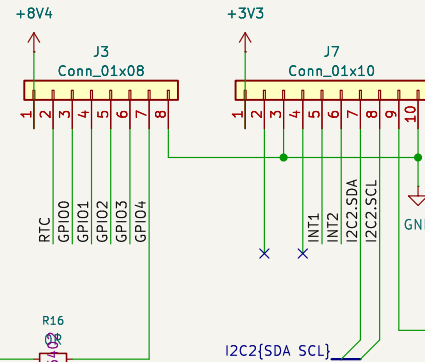 +8V4
+3V3
J3
J7
Conn_01x08
Conn_01x10
1 2 3 4 5 6 7 8
1 2 3 4 5 6 7 8 9 10
RTC
GPIO0
GPIO1
GPIO2
GPIO3
GPIO4
INT1
INT2
I2C2.SDA
I2C2.SCL
R16
I2C2{SDA SCL}